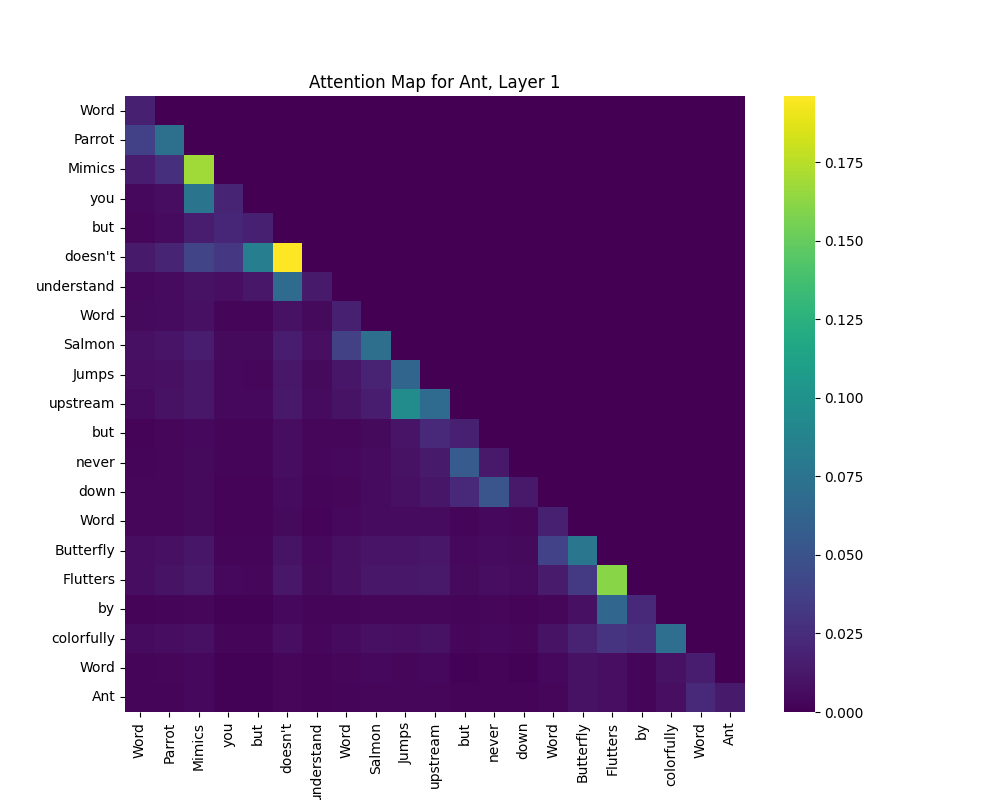 Attention Map for Ant, Layer 1
Word
Parrot
Mimics
you
but
doesn't
understand
Word
Salmon
Jumps
upstream
but
never
down
Word
Butterfly
Flutters
by
colorfully
Word
Ant
Word
Parrot
Mimics
you
but
doesn't
understand
Word
Salmon
Jumps
upstream
but
never
down
Word
Butterfly
Flutters
by
colorfully
Word
Ant
0.175
0.150
0.125
0.100
0.075
0.050
0.025
0.000